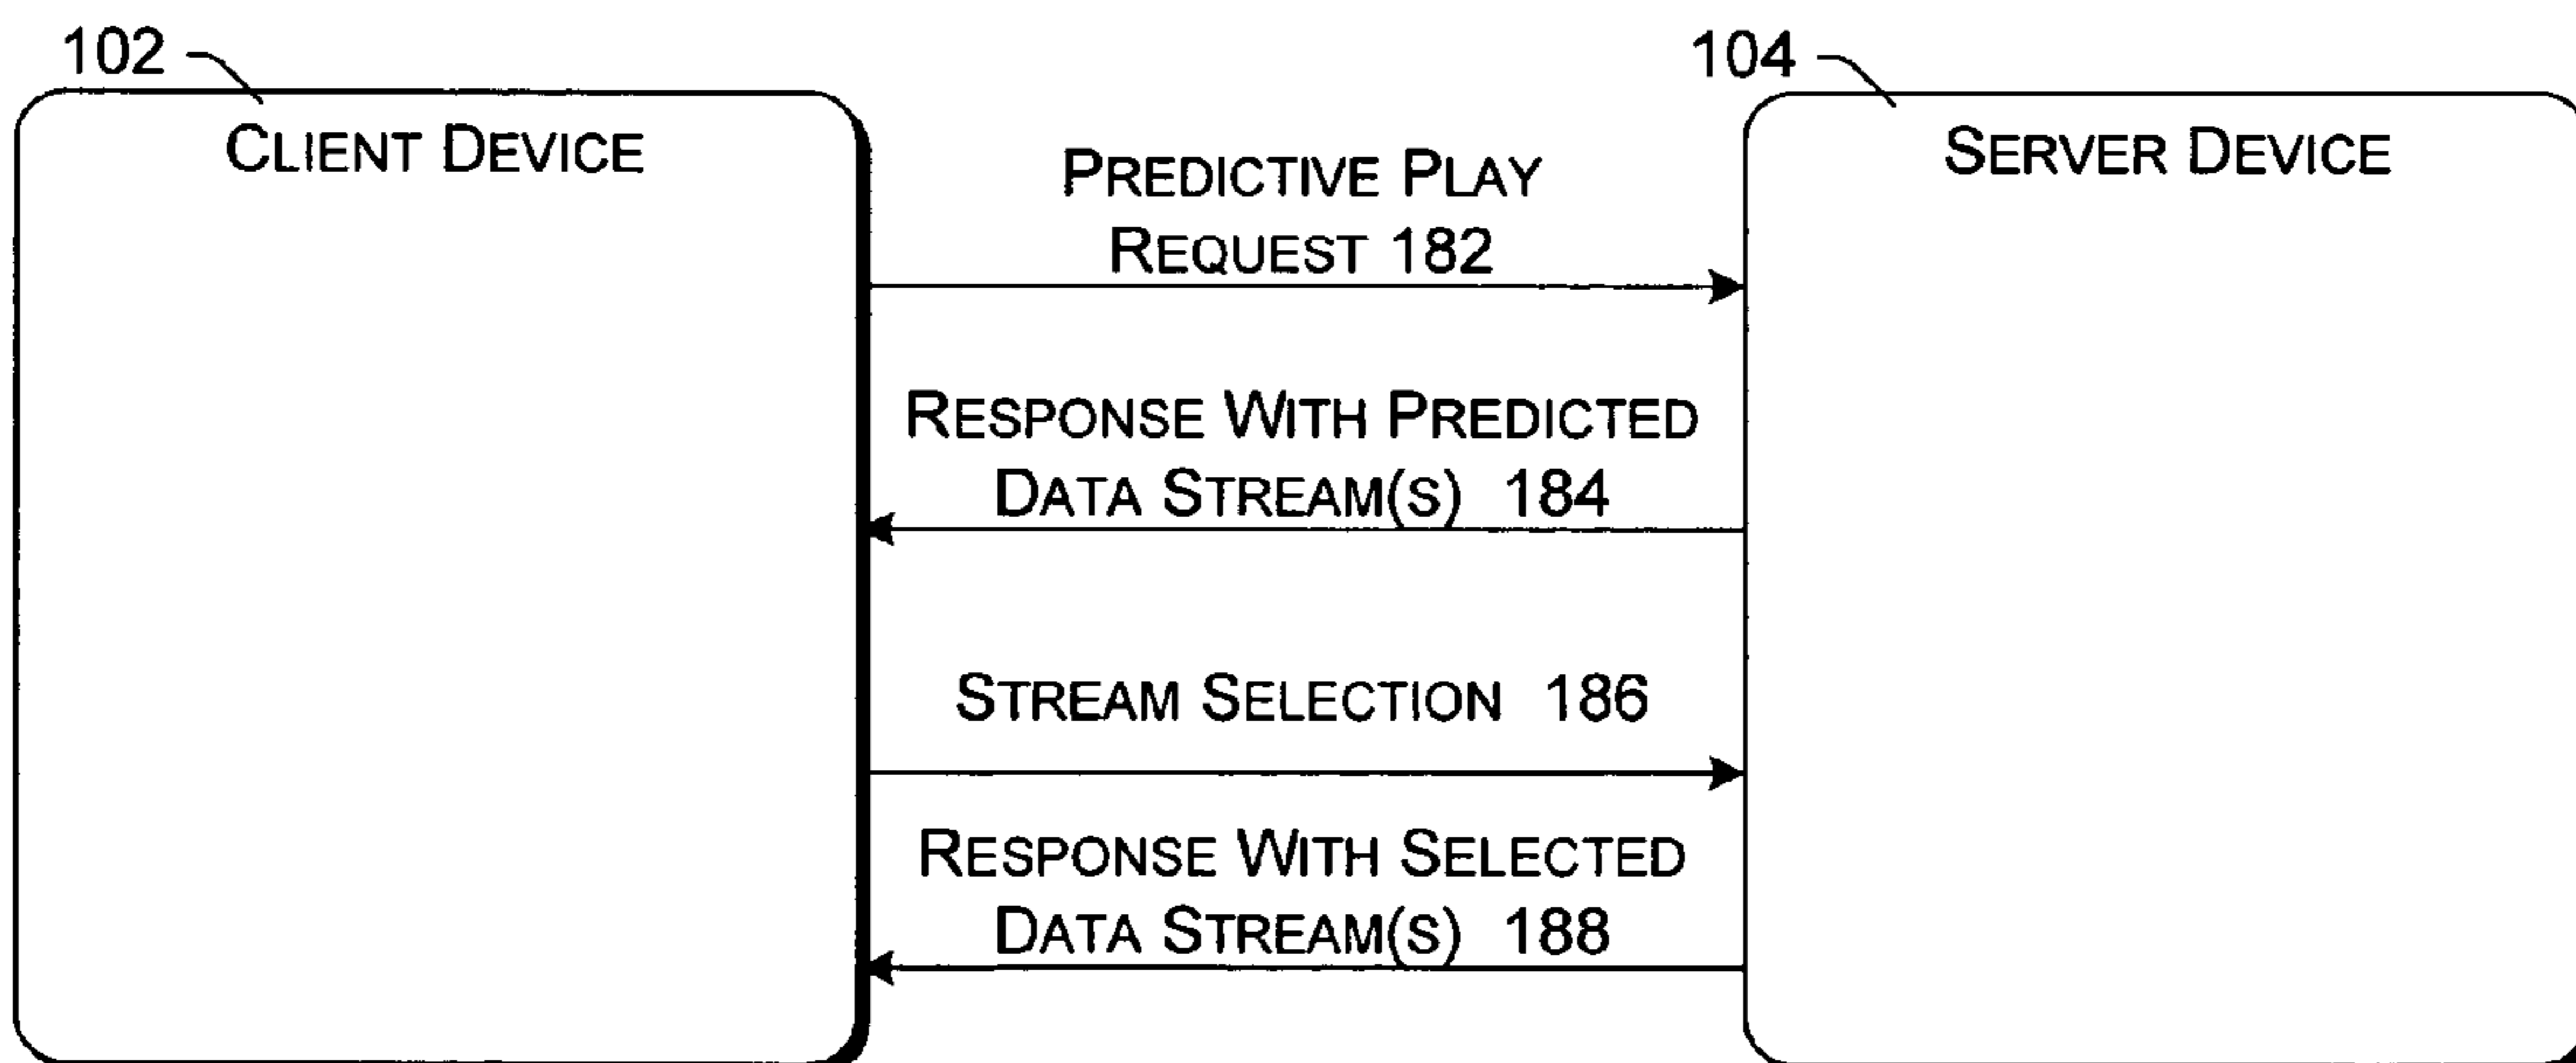 102
104
CLIENT DEVICE
SERVER DEVICE
PREDICTIVE PLAY
REQUEST 182
RESPONSE WITH PREDICTED
DATA STREAM(S) 184
STREAM SELECTION 186
RESPONSE WITH SELECTED
DATA STREAM(S) 188